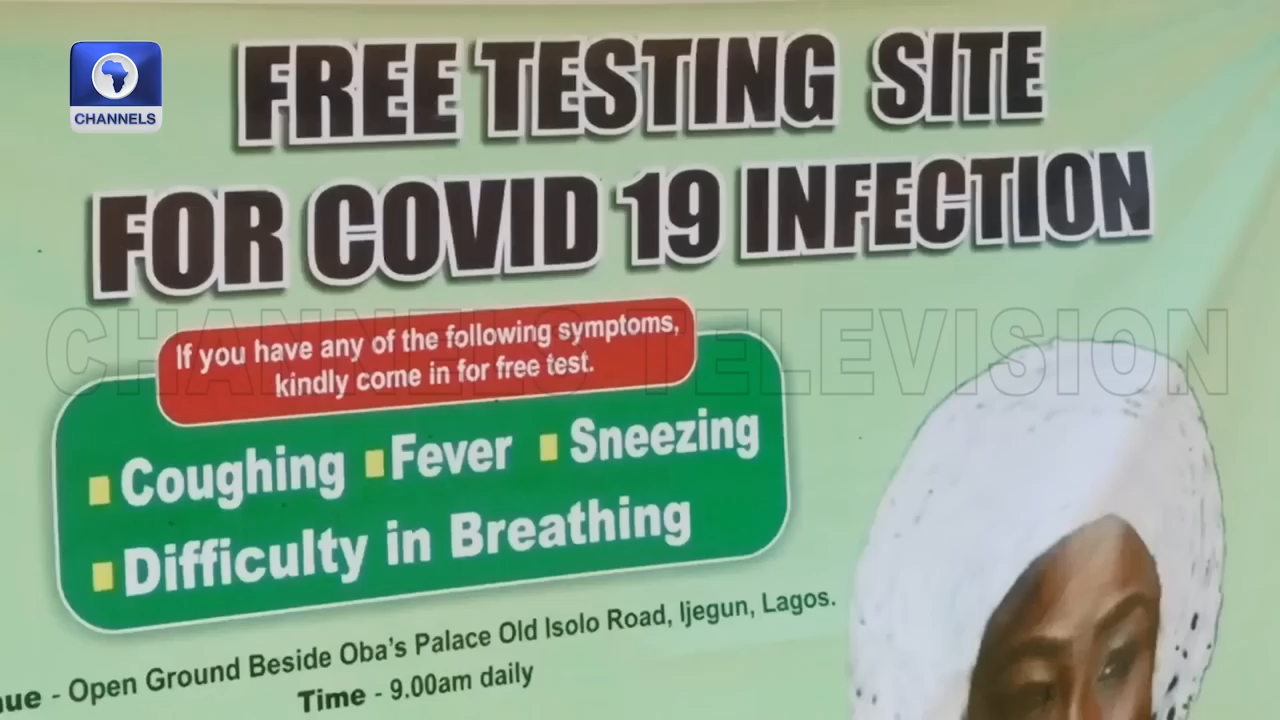 CHANNELS
FREE TESTING SITE
FOR COVID 19 INFECTION
CHANNELS TELEVISION
If you have any of the following symptoms,
kindly come in for free test.
Coughing Fever Sneezing
Difficulty in Breathing
nue - Open Ground Beside Oba's Palace Old Isolo Road, Ijegun, Lagos.
Time - 9.00am daily